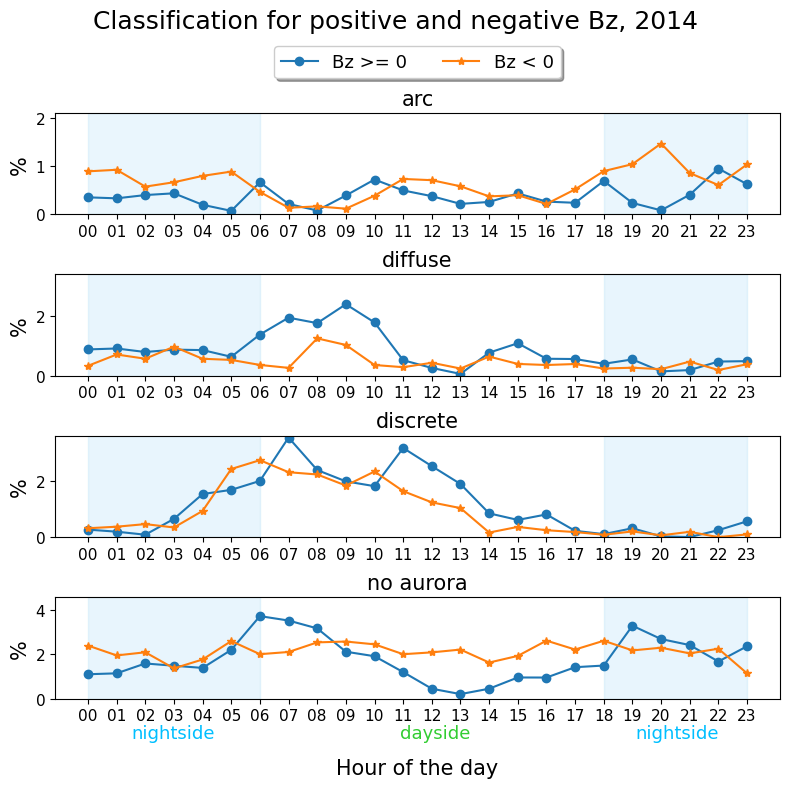 Classification for positive and negative Bz, 2014
Bz >= 0 Bz < 0
arc
2
1
0
%
00 01 02 03 04 05 06 07 08 09 10 11 12 13 14 15 16 17 18 19 20 21 22 23
diffuse
2
0
%
00 01 02 03 04 05 06 07 08 09 10 11 12 13 14 15 16 17 18 19 20 21 22 23
discrete
2
0
%
00 01 02 03 04 05 06 07 08 09 10 11 12 13 14 15 16 17 18 19 20 21 22 23
no aurora
4
2
0
%
00 01 02 03 04 05 06 07 08 09 10 11 12 13 14 15 16 17 18 19 20 21 22 23
nightside dayside nightside
Hour of the day